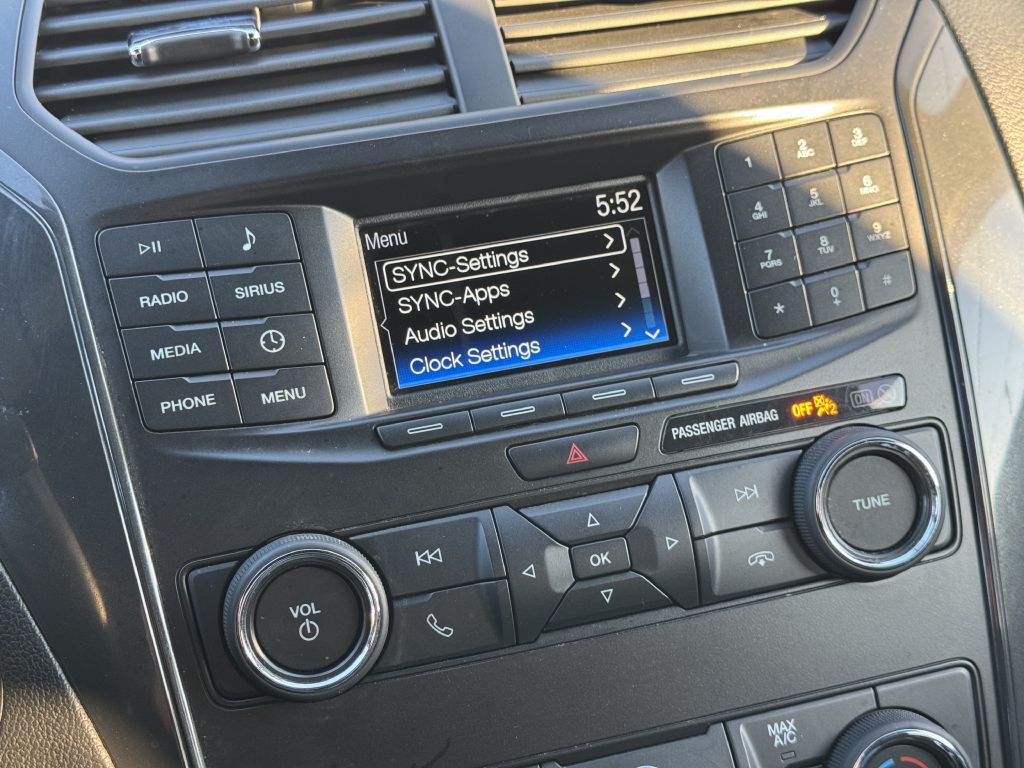 5:52
Menu
SYNC-Settings
SYNC-Apps
Audio Settings
Clock Settings
RADIO
SIRIUS
MEDIA
PHONE
MENU
1
2
ABC
3
DEF
4
GHI
5
JKL
6
MNO
7
PQRS
8
TUV
9
WXYZ
*
0
+
#
PASSENGER AIRBAG
OFF
2
ON
TUNE
OK
VOL
MAX
A/C